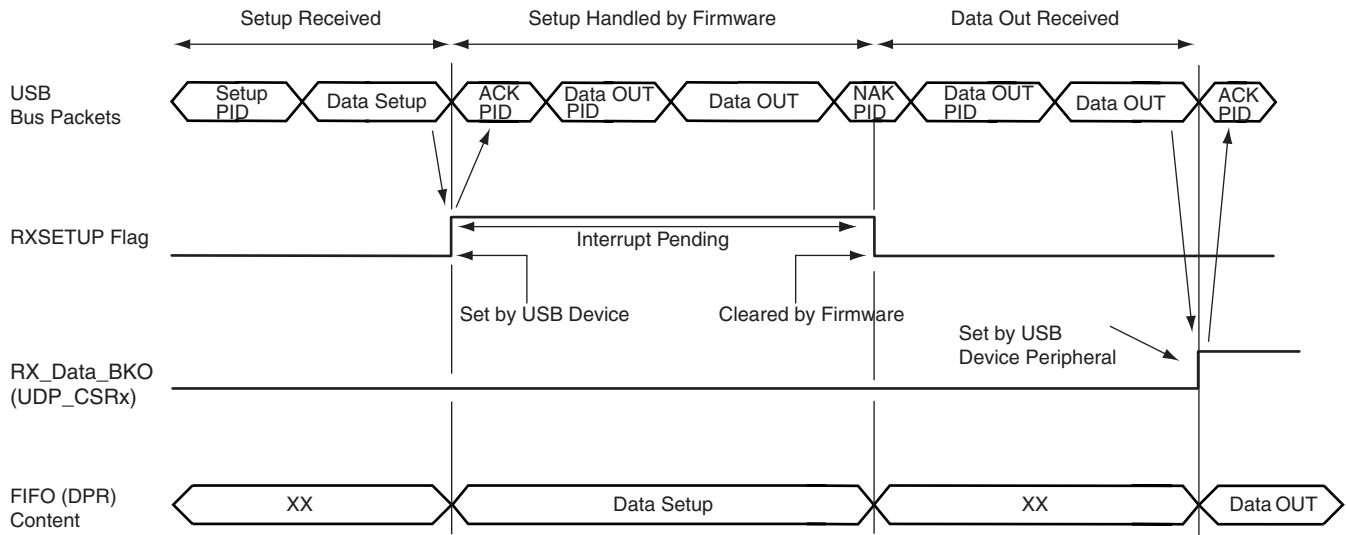 Setup Received
Setup Handled by Firmware
Data Out Received
USB
Bus Packets
Setup
PID
Data Setup
ACK
PID
Data OUT
PID
Data OUT
NAK
PID
Data OUT
PID
Data OUT
ACK
PID
RXSETUP Flag
Interrupt Pending
Set by USB Device
Cleared by Firmware
Set by USB
Device Peripheral
RX_Data_BKO
(UDP_CSRx)
FIFO (DPR)
Content
XX
Data Setup
XX
Data OUT